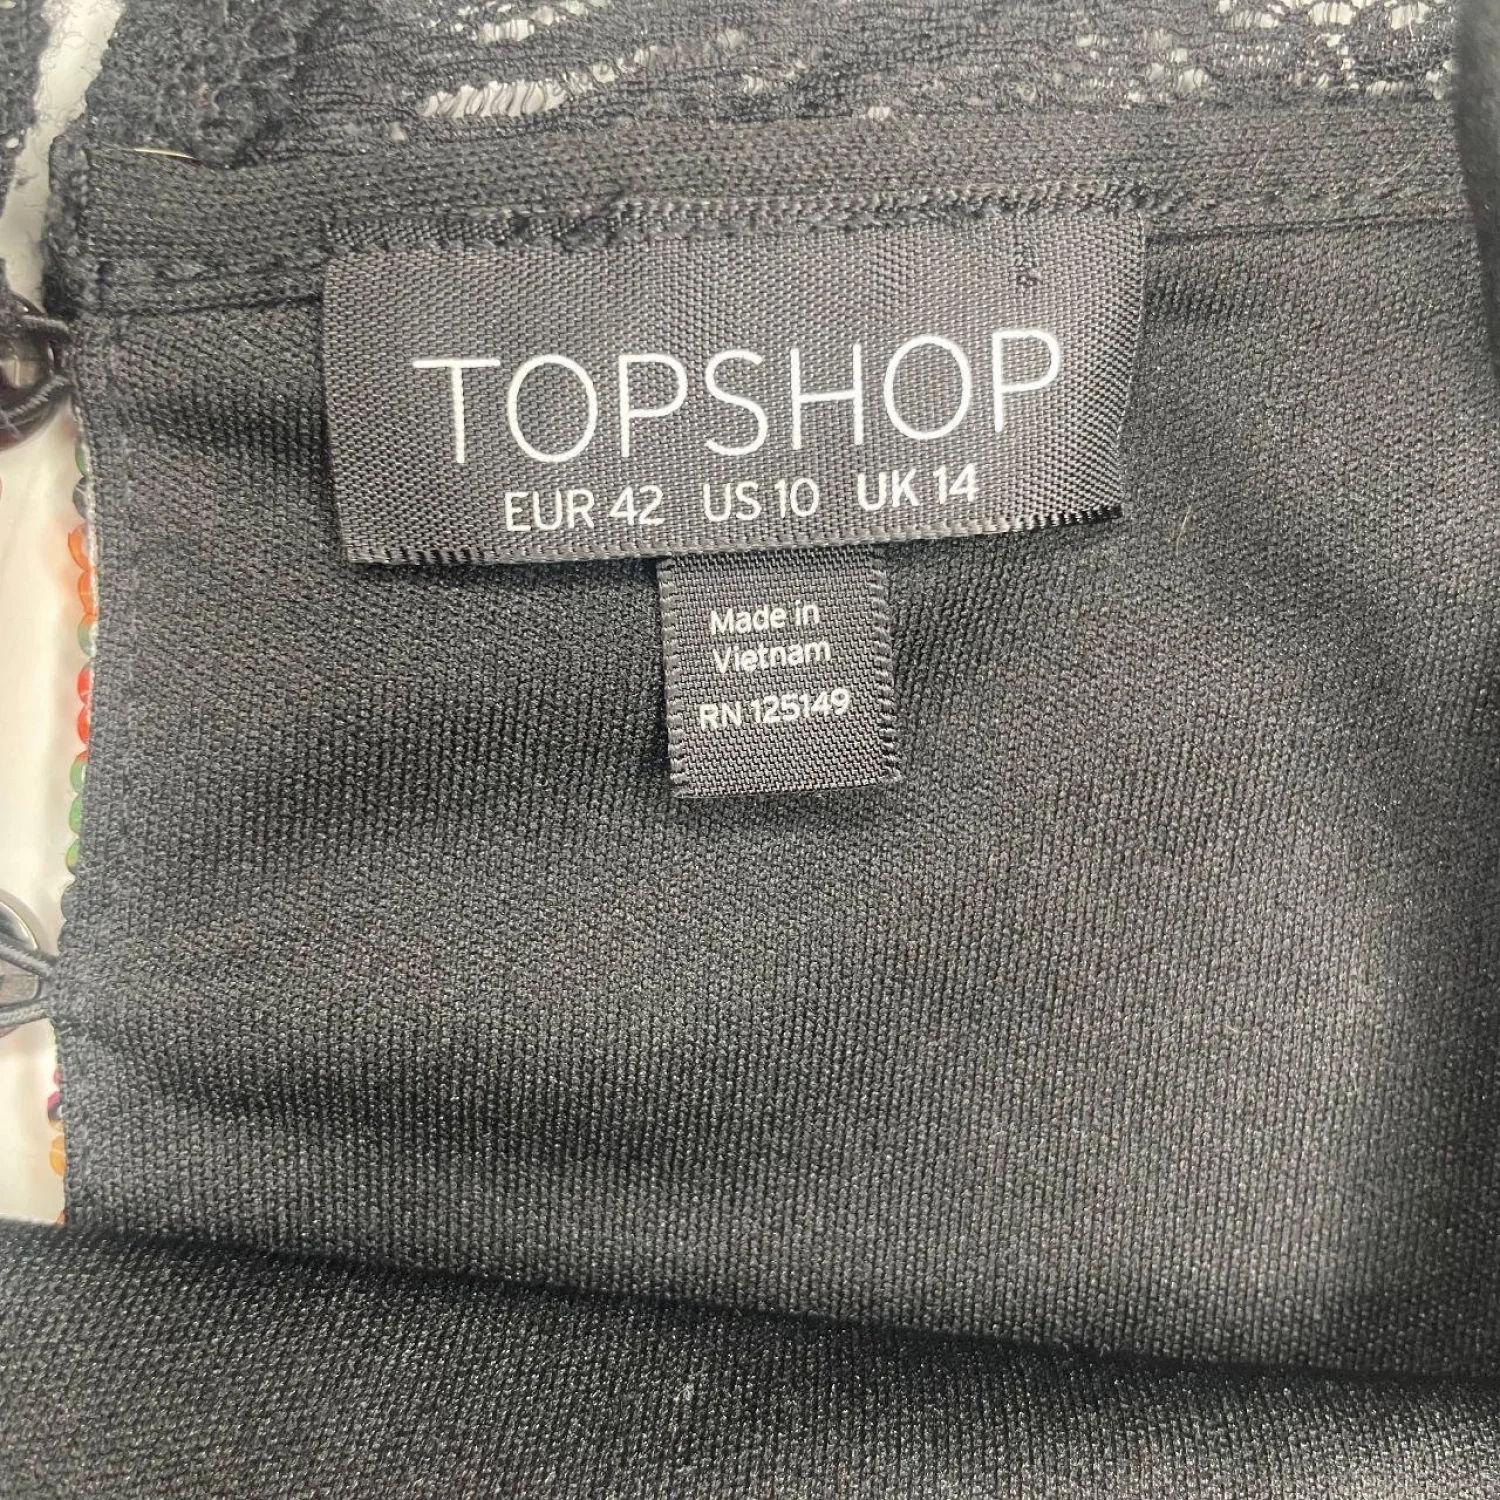 TOPSHOP
EUR 42 US 10 UK 14
Made in
Vietnam
RN 125149